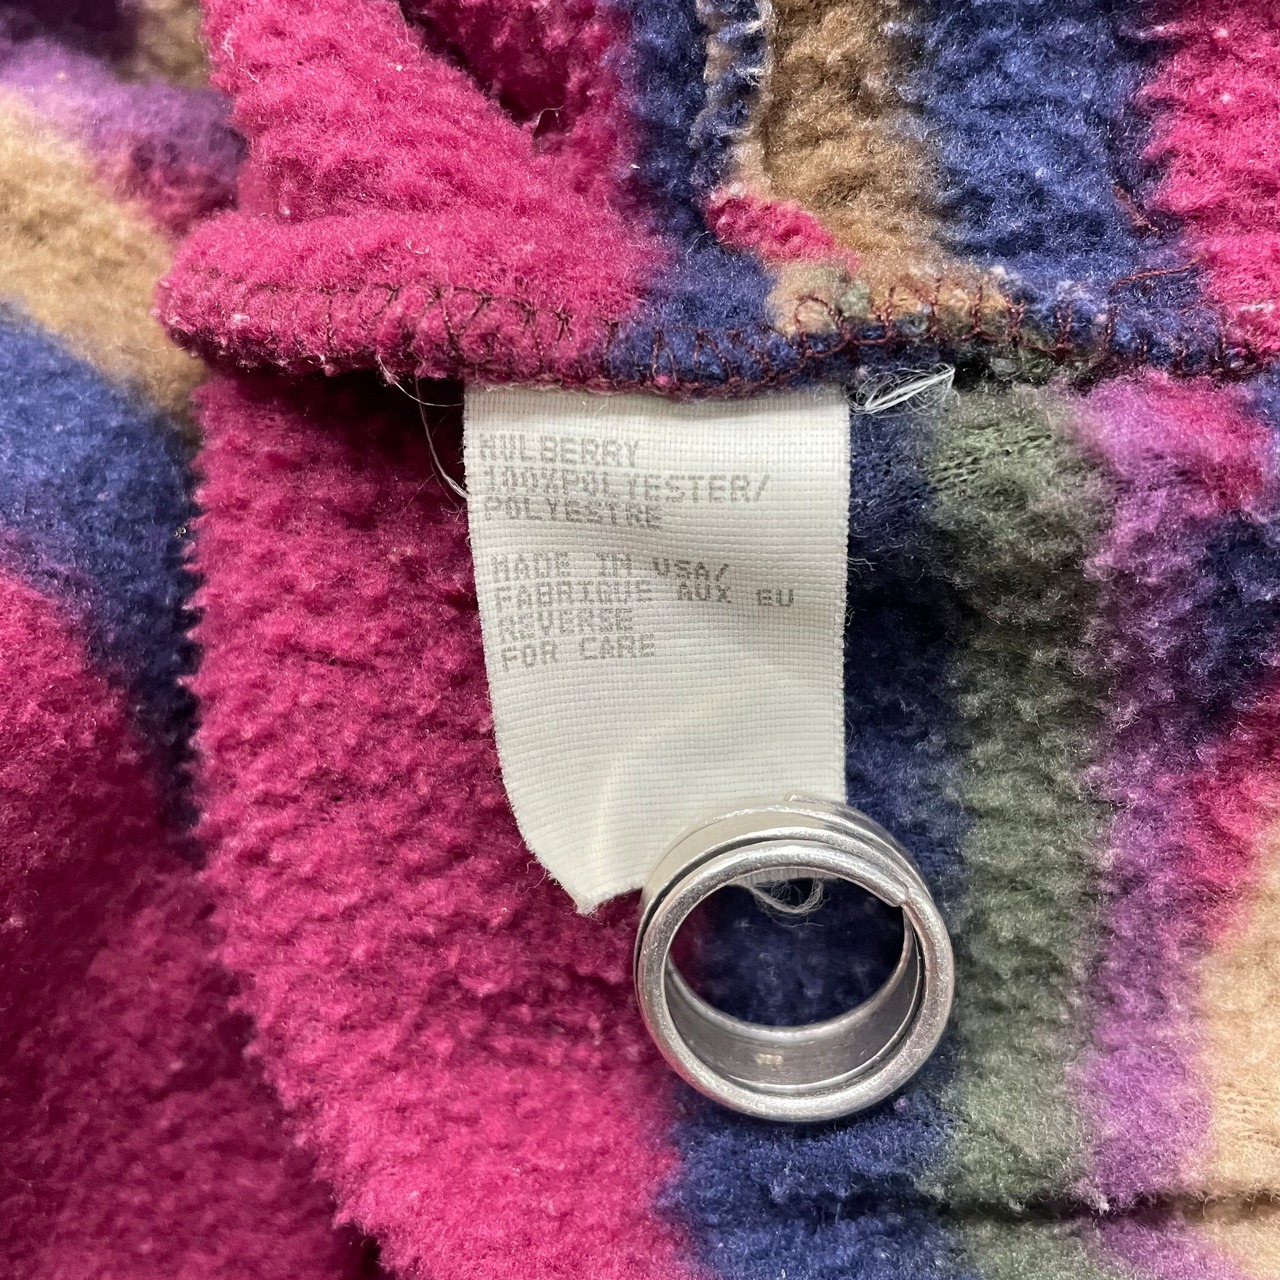 MULBERRY
100%POLYESTER/
POLYESTRE
MADE IN USA/
FABRIQUE AUX EU
REVERSE
FOR CARE